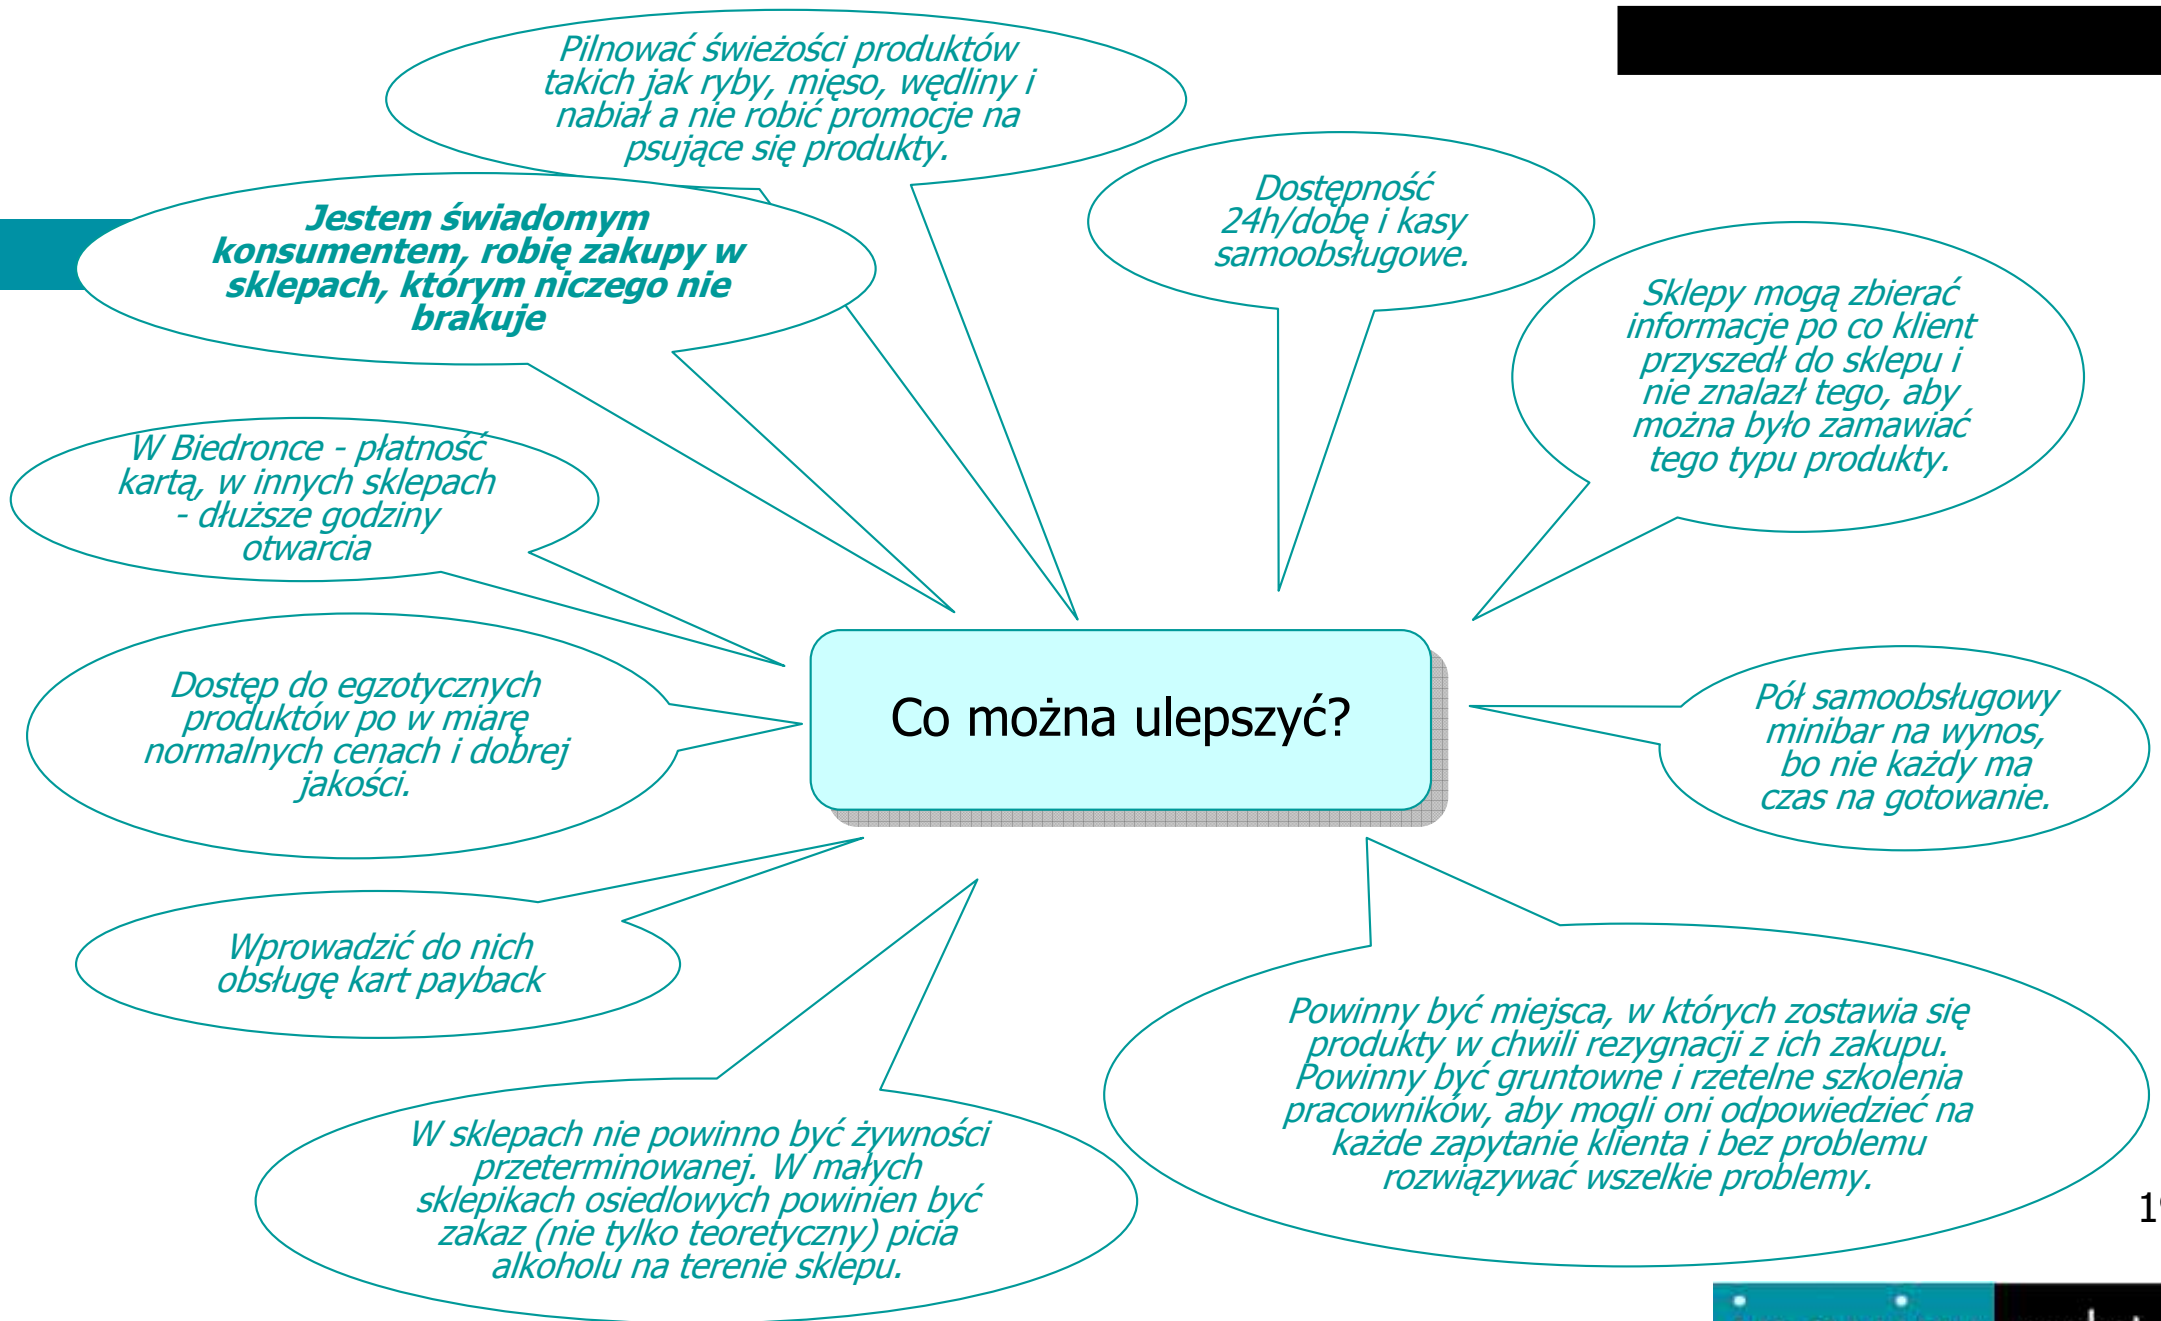 Pilnować świeżości produktów
takich jak ryby, mięso, wędliny i
nabiał a nie robić promocje na
psujące się produkty.
Jestem świadomym
konsumentem, robię zakupy w
sklepach, którym niczego nie
brakuje
Dostępność
24h/dobę i kasy
samoobsługowe.
Sklepy mogą zbierać
informacje po co klient
przyszedł do sklepu i
nie znalazł tego, aby
można było zamawiać
tego typu produkty.
W Biedronce - płatność
kartą, w innych sklepach
- dłuższe godziny
otwarcia
Dostęp do egzotycznych
produktów po w miarę
normalnych cenach i dobrej
jakości.
Co można ulepszyć?
Pół samoobsługowy
minibar na wynos,
bo nie każdy ma
czas na gotowanie.
Wprowadzić do nich
obsługę kart payback
Powinny być miejsca, w których zostawia się
produkty w chwili rezygnacji z ich zakupu.
Powinny być gruntowne i rzetelne szkolenia
pracowników, aby mogli oni odpowiedzieć na
każde zapytanie klienta i bez problemu
rozwiązywać wszelkie problemy.
W sklepach nie powinno być żywności
przeterminowanej. W małych
sklepikach osiedlowych powinien być
zakaz (nie tylko teoretyczny) picia
alkoholu na terenie sklepu.